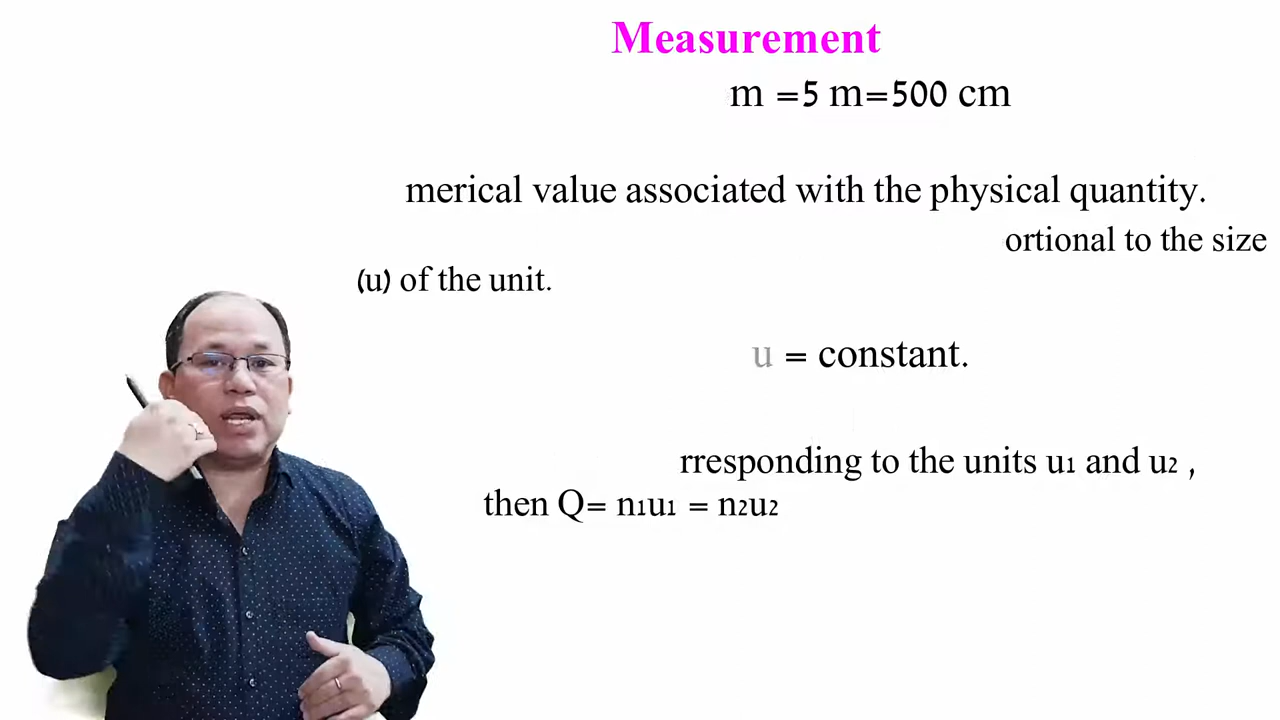 Measurement
m =5 m=500 cm
merical value associated with the physical quantity.
ortional to the size
(u) of the unit.
u = constant.
rresponding to the units u₁ and u₂ ,
then Q= n₁u₁ = n₂u₂